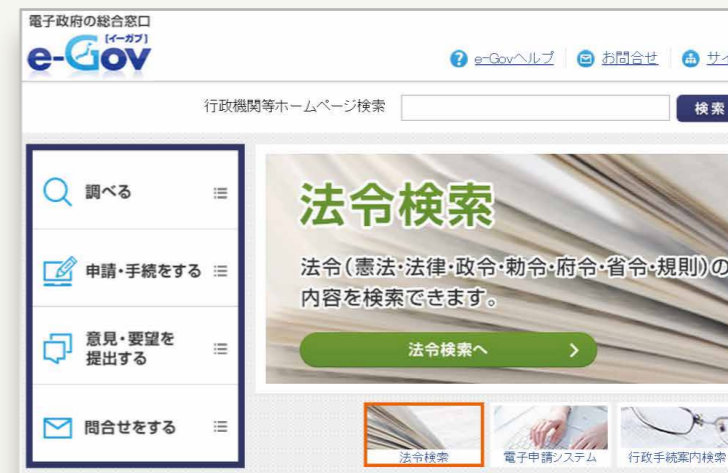 電子政府の総合窓口
[イーガブ]
e-Gov
e-Govヘルプ
お問合せ
行政機関等ホームページ検索
検索
調べる
申請・手続をする
意見・要望を
提出する
問合せをする
法令検索
法令(憲法・法律・政令・勅令・府令・省令・規則)の
内容を検索できます。
法令検索へ
法令検索
電子申請システム
行政手続案内検索